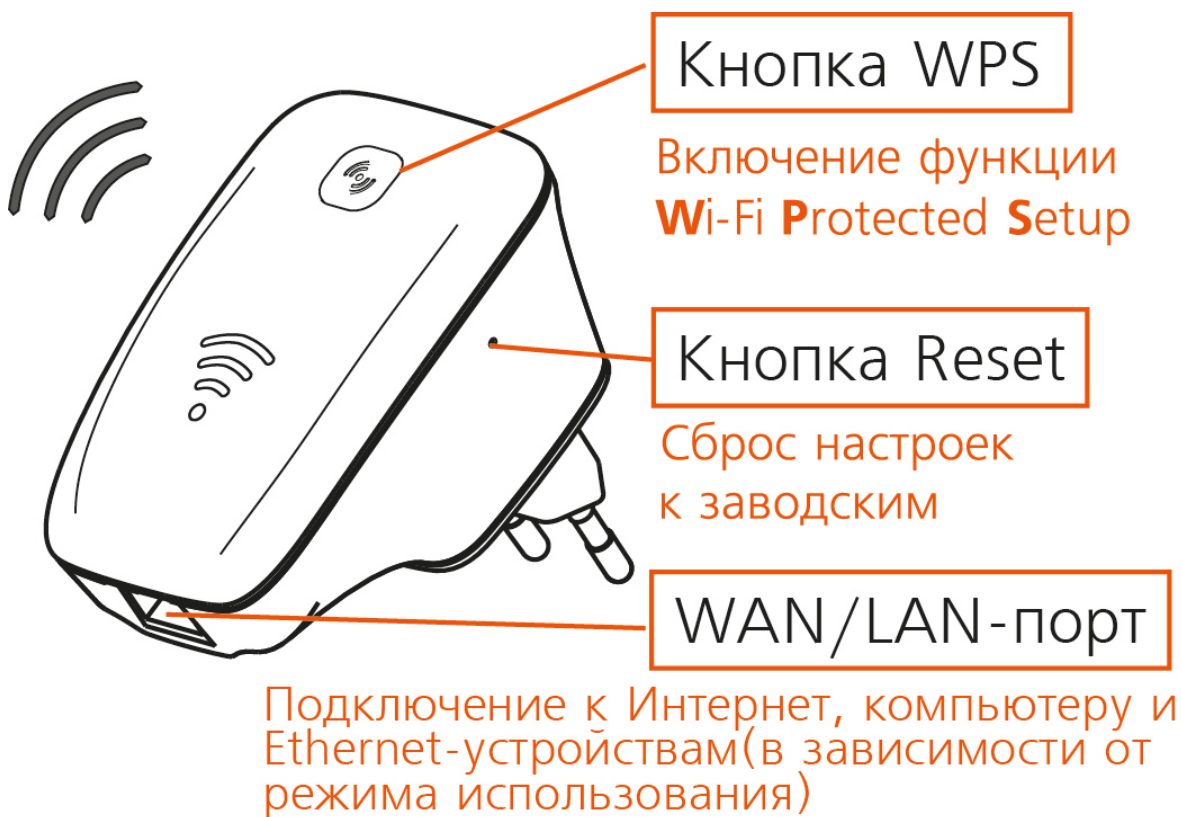 Кнопка WPS
Включение функции
Wi-Fi Protected Setup
Кнопка Reset
Сброс настроек
к заводским
WAN/LAN-порт
Подключение к Интернет, компьютеру и
Ethernet-устройствам(в зависимости от
режима использования)